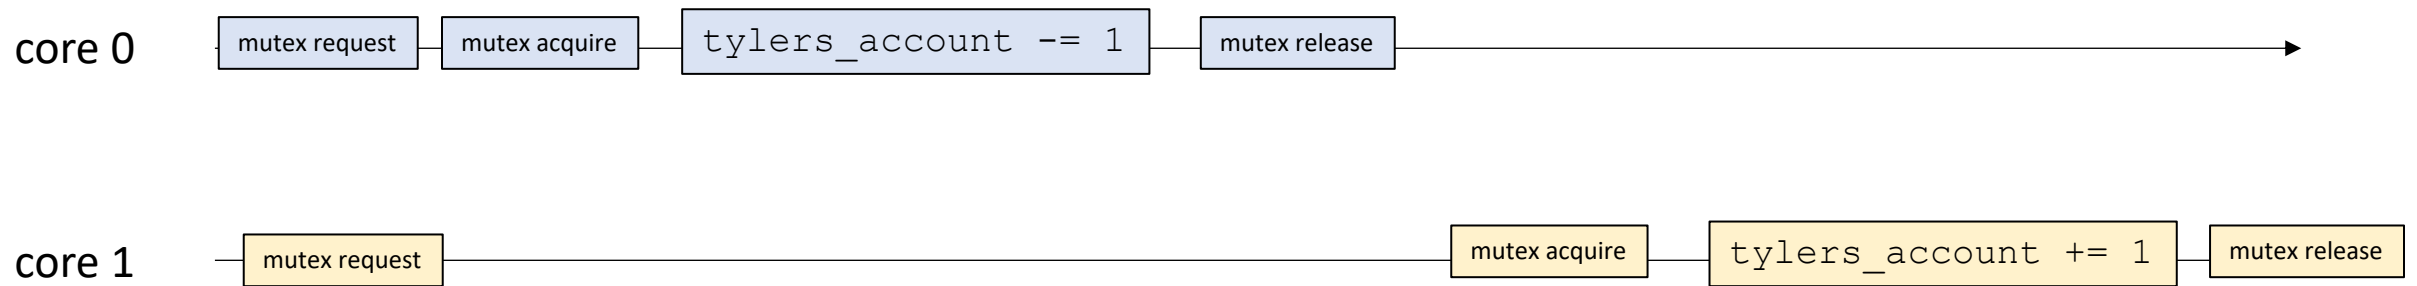 core 0 mutex request mutex acquire tylers_account -= 1 mutex release
core 1 mutex request mutex acquire tylers_account += 1 mutex release